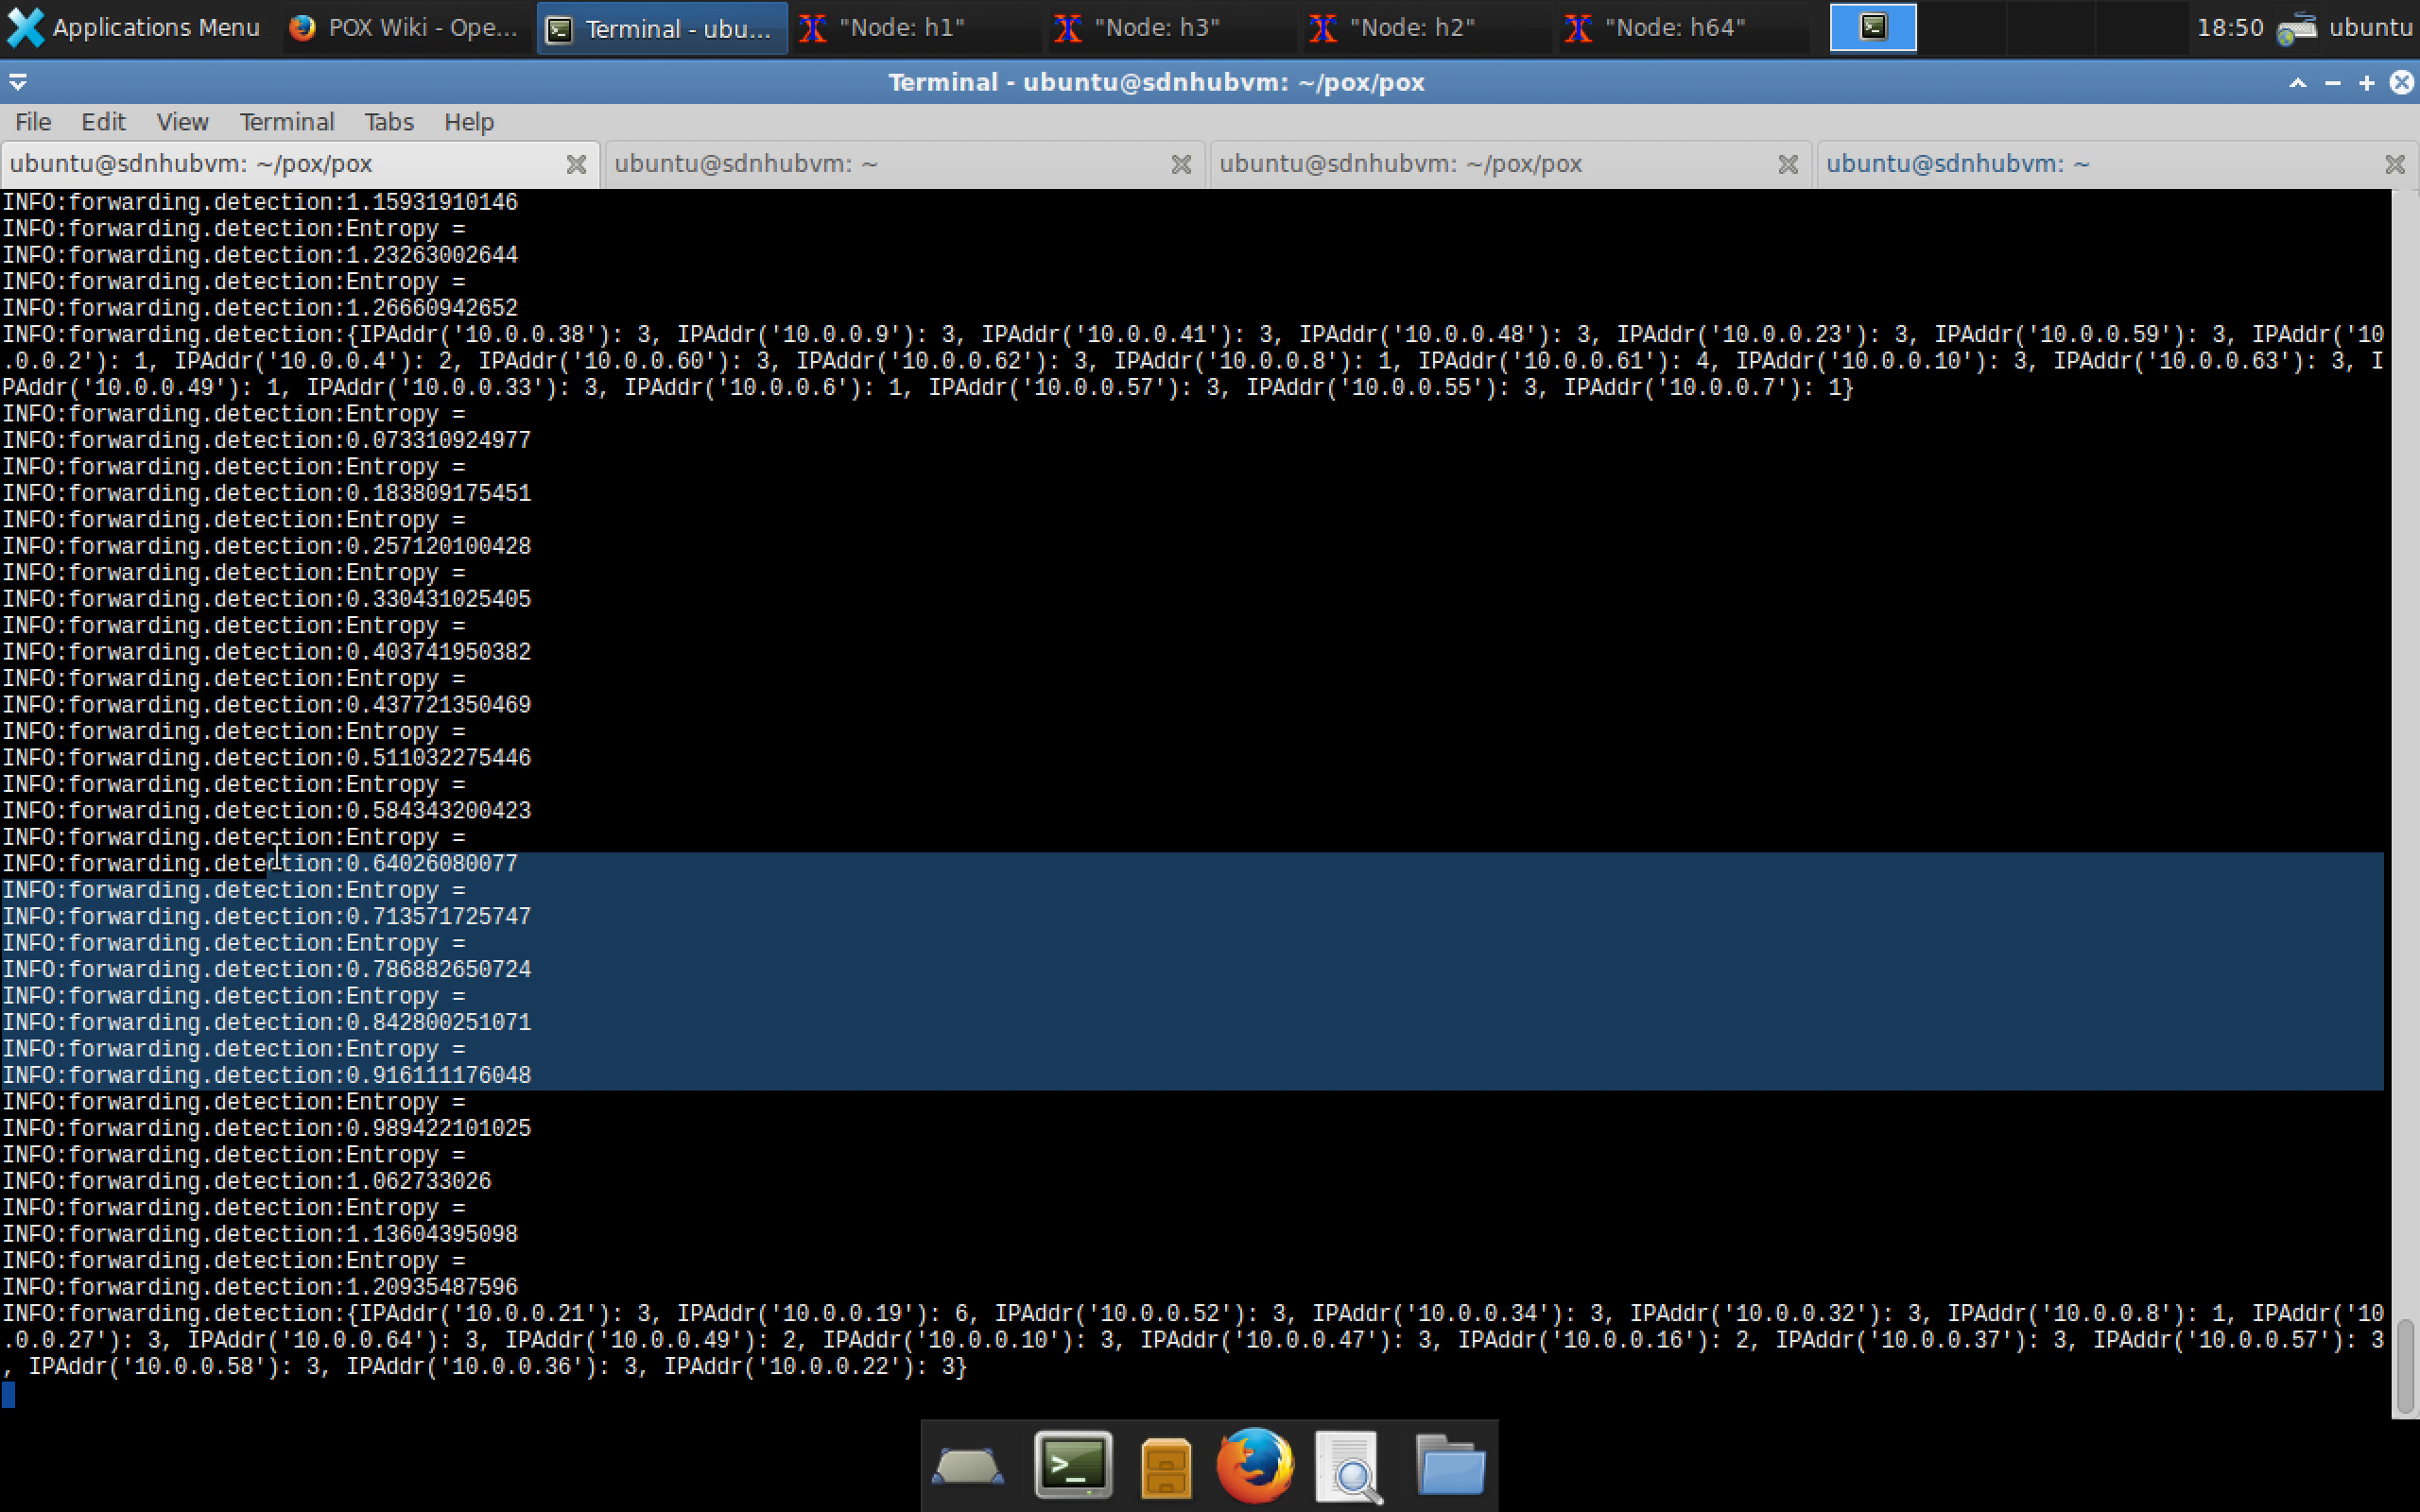 Applications Menu POX Wiki - Ope... Terminal - ubu... "Node: h1" "Node: h3" "Node: h2" "Node: h64" 18:50 ubuntu
Terminal - ubuntu@sdnhubvm: ~/pox/pox
File Edit View Terminal Tabs Help
ubuntu@sdnhubvm: ~/pox/pox ubuntu@sdnhubvm: ~ ubuntu@sdnhubvm: ~/pox/pox ubuntu@sdnhubvm: ~
INFO:forwarding.detection:1.15931910146
INFO:forwarding.detection:Entropy =
INFO:forwarding.detection:1.23263002644
INFO:forwarding.detection:Entropy =
INFO:forwarding.detection:1.26660942652
INFO:forwarding.detection:{IPAddr('10.0.0.38'): 3, IPAddr('10.0.0.9'): 3, IPAddr('10.0.0.41'): 3, IPAddr('10.0.0.48'): 3, IPAddr('10.0.0.23'): 3, IPAddr('10.0.0.59'): 3, IPAddr('10
.0.0.2'): 1, IPAddr('10.0.0.4'): 2, IPAddr('10.0.0.60'): 3, IPAddr('10.0.0.62'): 3, IPAddr('10.0.0.8'): 1, IPAddr('10.0.0.61'): 4, IPAddr('10.0.0.10'): 3, IPAddr('10.0.0.63'): 3, I
PAddr('10.0.0.49'): 1, IPAddr('10.0.0.33'): 3, IPAddr('10.0.0.6'): 1, IPAddr('10.0.0.57'): 3, IPAddr('10.0.0.55'): 3, IPAddr('10.0.0.7'): 1}
INFO:forwarding.detection:Entropy =
INFO:forwarding.detection:0.073310924977
INFO:forwarding.detection:Entropy =
INFO:forwarding.detection:0.183809175451
INFO:forwarding.detection:Entropy =
INFO:forwarding.detection:0.257120100428
INFO:forwarding.detection:Entropy =
INFO:forwarding.detection:0.330431025405
INFO:forwarding.detection:Entropy =
INFO:forwarding.detection:0.403741950382
INFO:forwarding.detection:Entropy =
INFO:forwarding.detection:0.437721350469
INFO:forwarding.detection:Entropy =
INFO:forwarding.detection:0.511032275446
INFO:forwarding.detection:Entropy =
INFO:forwarding.detection:0.584343200423
INFO:forwarding.detection:Entropy =
INFO:forwarding.detection:0.64026080077
INFO:forwarding.detection:Entropy =
INFO:forwarding.detection:0.713571725747
INFO:forwarding.detection:Entropy =
INFO:forwarding.detection:0.786882650724
INFO:forwarding.detection:Entropy =
INFO:forwarding.detection:0.842800251071
INFO:forwarding.detection:Entropy =
INFO:forwarding.detection:0.916111176048
INFO:forwarding.detection:Entropy =
INFO:forwarding.detection:0.989422101025
INFO:forwarding.detection:Entropy =
INFO:forwarding.detection:1.062733026
INFO:forwarding.detection:Entropy =
INFO:forwarding.detection:1.13604395098
INFO:forwarding.detection:Entropy =
INFO:forwarding.detection:1.20935487596
INFO:forwarding.detection:{IPAddr('10.0.0.21'): 3, IPAddr('10.0.0.19'): 6, IPAddr('10.0.0.52'): 3, IPAddr('10.0.0.34'): 3, IPAddr('10.0.0.32'): 3, IPAddr('10.0.0.8'): 1, IPAddr('10
.0.0.27'): 3, IPAddr('10.0.0.64'): 3, IPAddr('10.0.0.49'): 2, IPAddr('10.0.0.10'): 3, IPAddr('10.0.0.47'): 3, IPAddr('10.0.0.16'): 2, IPAddr('10.0.0.37'): 3, IPAddr('10.0.0.57'): 3
, IPAddr('10.0.0.58'): 3, IPAddr('10.0.0.36'): 3, IPAddr('10.0.0.22'): 3}